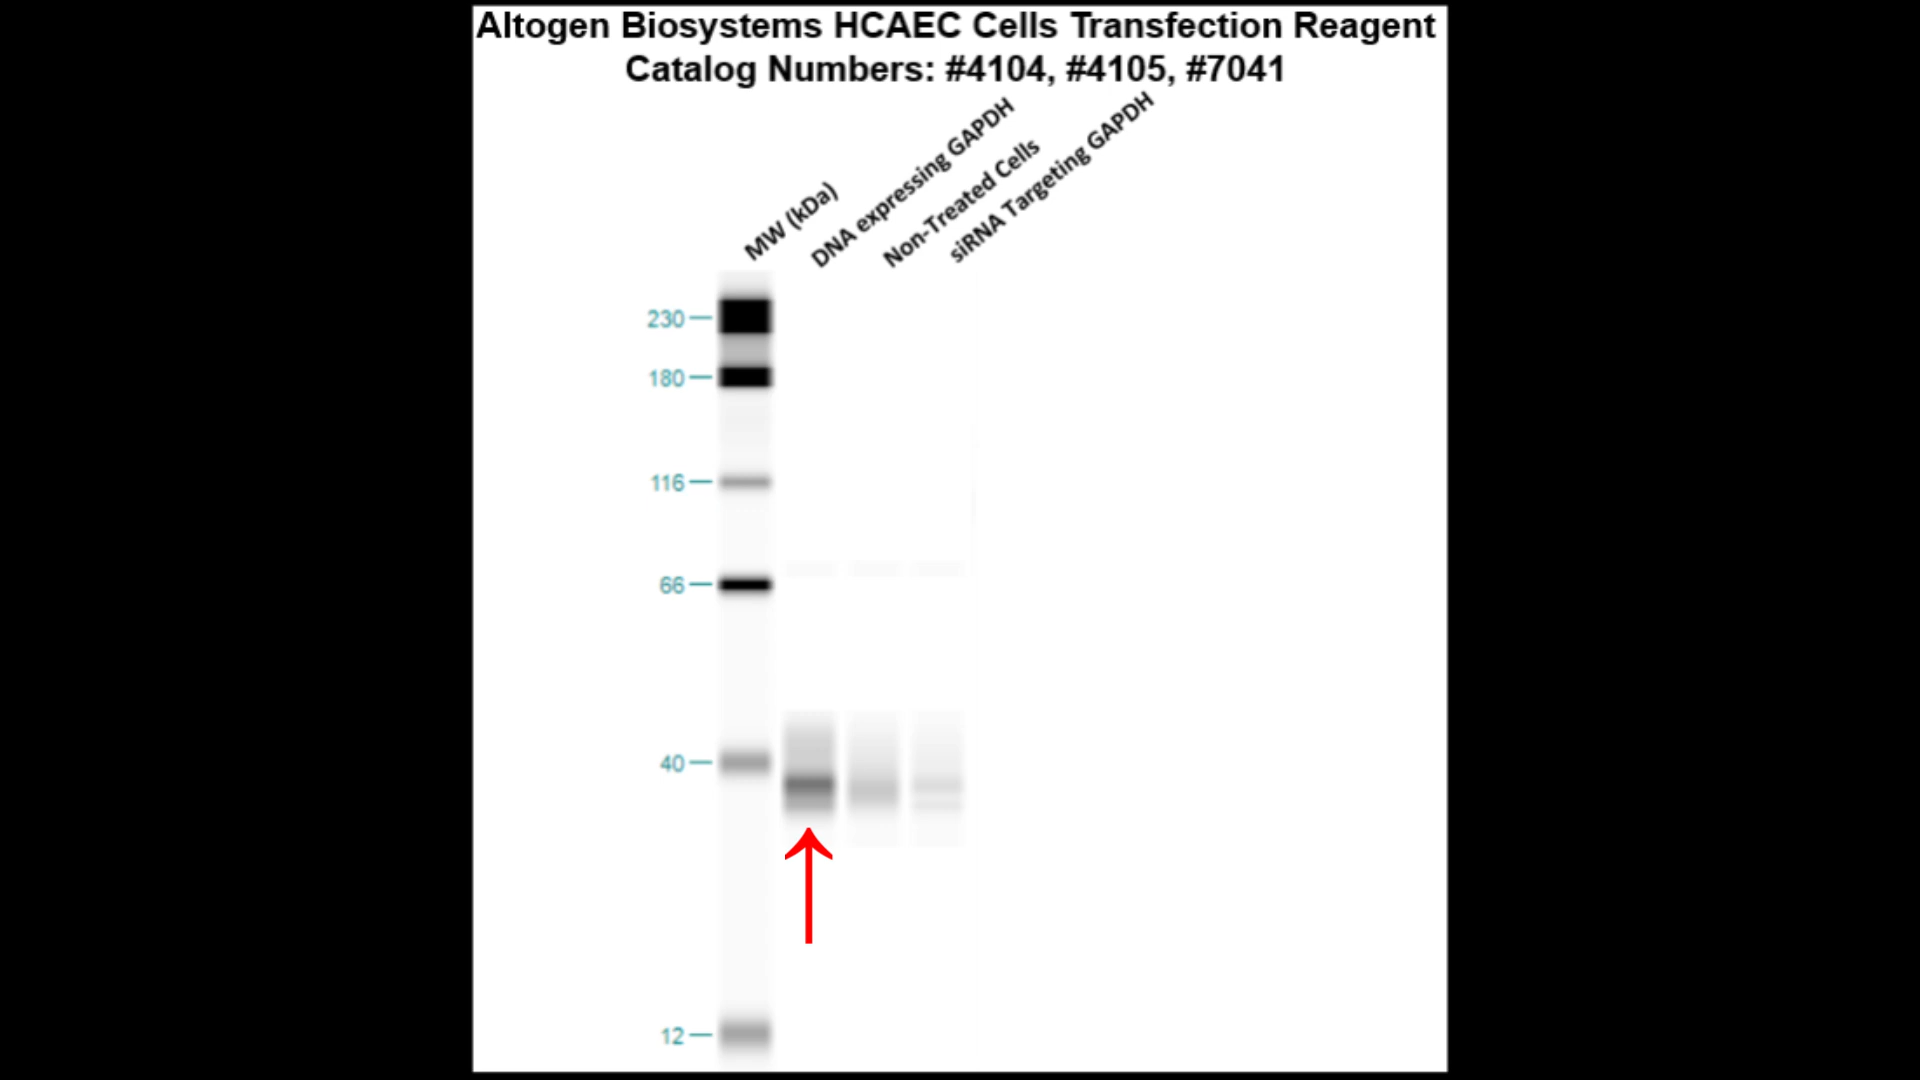 Altogen Biosystems HCAEC Cells Transfection Reagent
Catalog Numbers: #4104, #4105, #7041
MW (kDa)
DNA expressing GAPDH
Non-Treated Cells
siRNA Targeting GAPDH
230
180
116
66
40
12